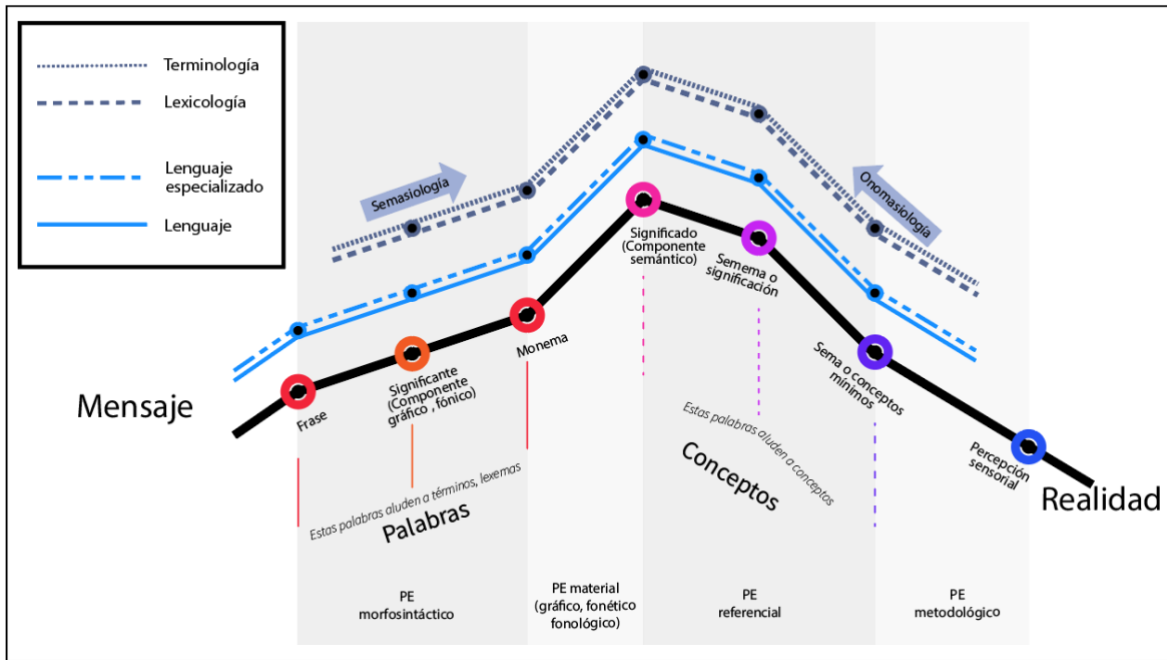 Terminología
Lexicología
Lenguaje
especializado
Lenguaje
Semasiología
Onomasiología
Mensaje
Frase
Significante
(Componente
gráfico , fónico)
Monema
Significado
(Componente
semántico)
Semema o
significación
Sema o conceptos
mínimos
Percepción
sensorial
Realidad
Estas palabras aluden a términos, lexemas
Palabras
Estas palabras aluden a conceptos
Conceptos
PE
morfosintáctico
PE material
(gráfico, fonético
fonológico)
PE
referencial
PE
metodológico